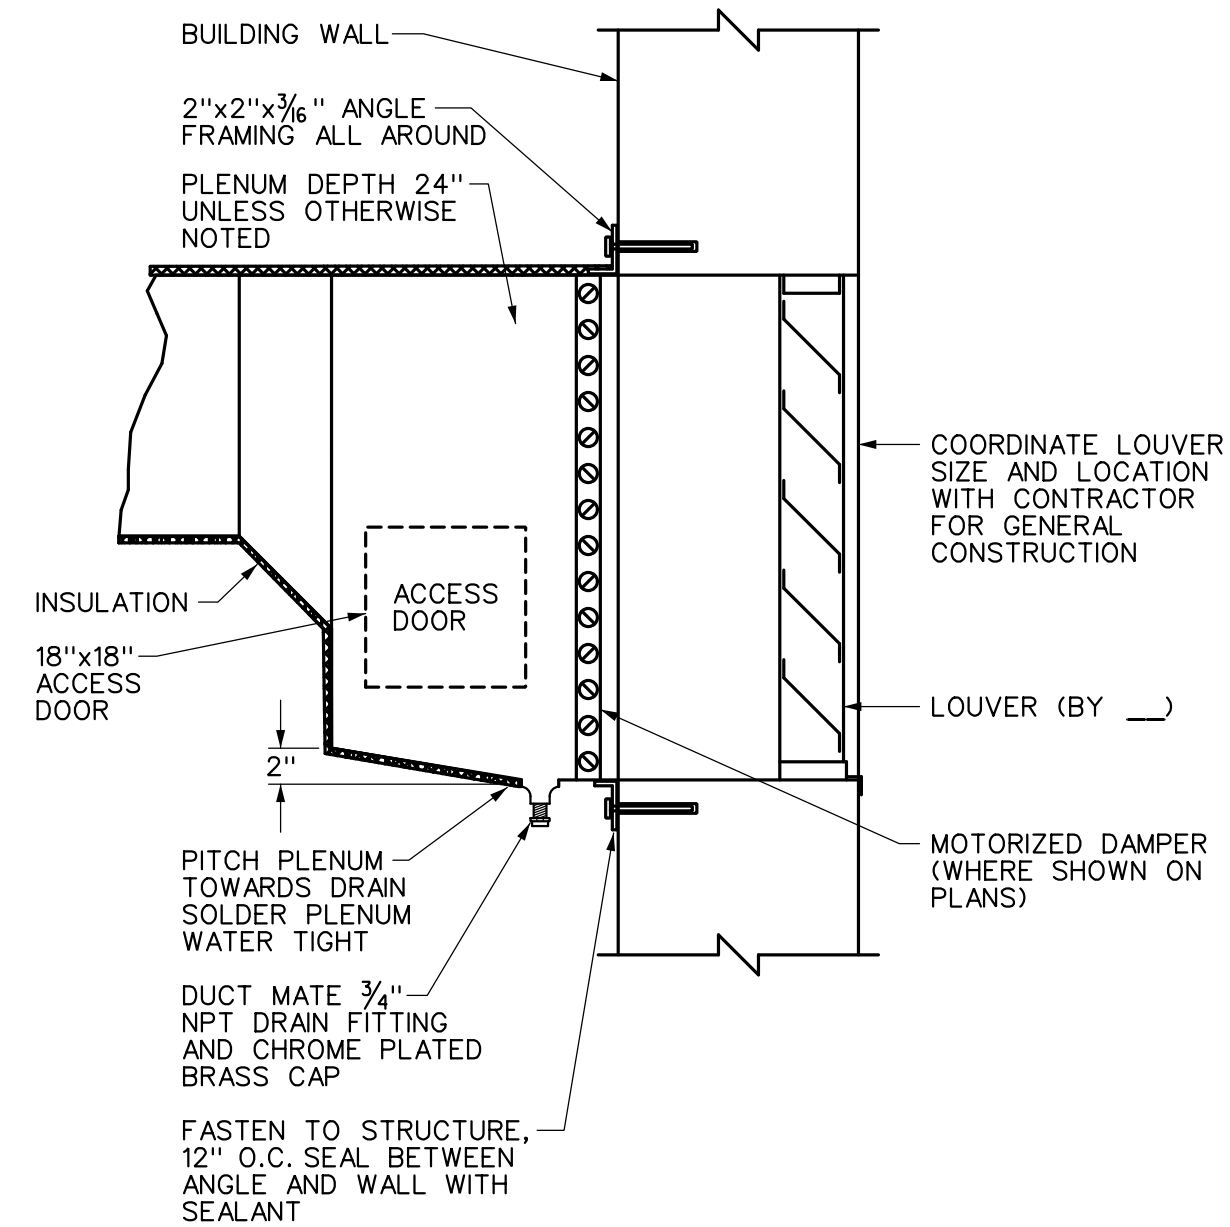 BUILDING WALL
2"x2"x3/16" ANGLE
FRAMING ALL AROUND
PLENUM DEPTH 24"
UNLESS OTHERWISE
NOTED
COORDINATE LOUVER
SIZE AND LOCATION
WITH CONTRACTOR
FOR GENERAL
CONSTRUCTION
ACCESS
DOOR
INSULATION
18"x18"
ACCESS
DOOR
LOUVER (BY __)
2"
MOTORIZED DAMPER
(WHERE SHOWN ON
PLANS)
PITCH PLENUM
TOWARDS DRAIN
SOLDER PLENUM
WATER TIGHT
DUCT MATE 3/4"
NPT DRAIN FITTING
AND CHROME PLATED
BRASS CAP
FASTEN TO STRUCTURE,
12" O.C. SEAL BETWEEN
ANGLE AND WALL WITH
SEALANT